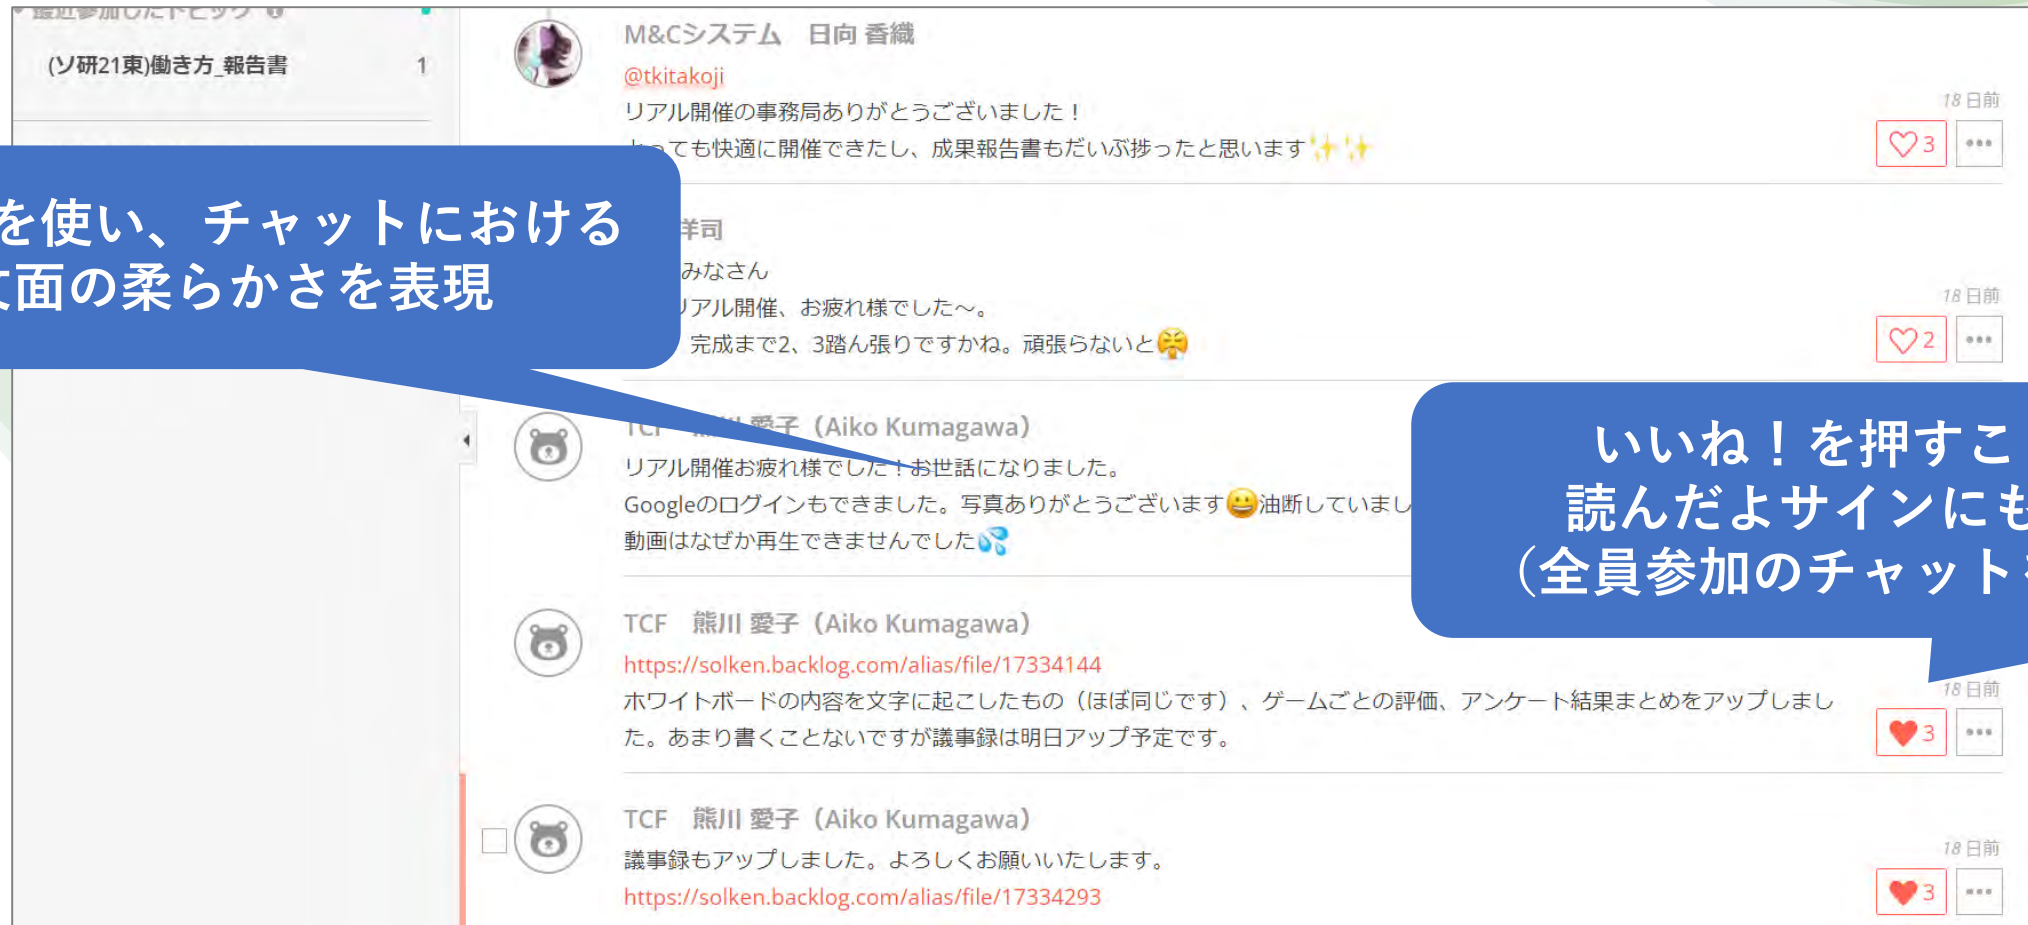 最近参加したトピック
(ソ研21東)働き方_報告書 1
M&Cシステム 日向 香織
@tkitakoji
リアル開催の事務局ありがとうございました！
ても快適に開催できたし、成果報告書もだいぶ捗ったと思います✨✨
18 日前
3
を使い、チャットにおける
文面の柔らかさを表現
洋司
みなさん
リアル開催、お疲れ様でした～。
完成まで2、3踏ん張りですかね。頑張らないと😤
18 日前
2
TCF 熊川 愛子（Aiko Kumagawa）
リアル開催お疲れ様でした！お世話になりました。
Googleのログインもできました。写真ありがとうございます😀油断していまし
動画はなぜか再生できませんでした💦
いいね！を押すこ
読んだよサインにも
（全員参加のチャット
TCF 熊川 愛子（Aiko Kumagawa）
https://solken.backlog.com/alias/file/17334144
ホワイトボードの内容を文字に起こしたもの（ほぼ同じです）、ゲームごとの評価、アンケート結果まとめをアップしまし
た。あまり書くことないですが議事録は明日アップ予定です。
18 日前
3
TCF 熊川 愛子（Aiko Kumagawa）
議事録もアップしました。よろしくお願いいたします。
https://solken.backlog.com/alias/file/17334293
18 日前
3